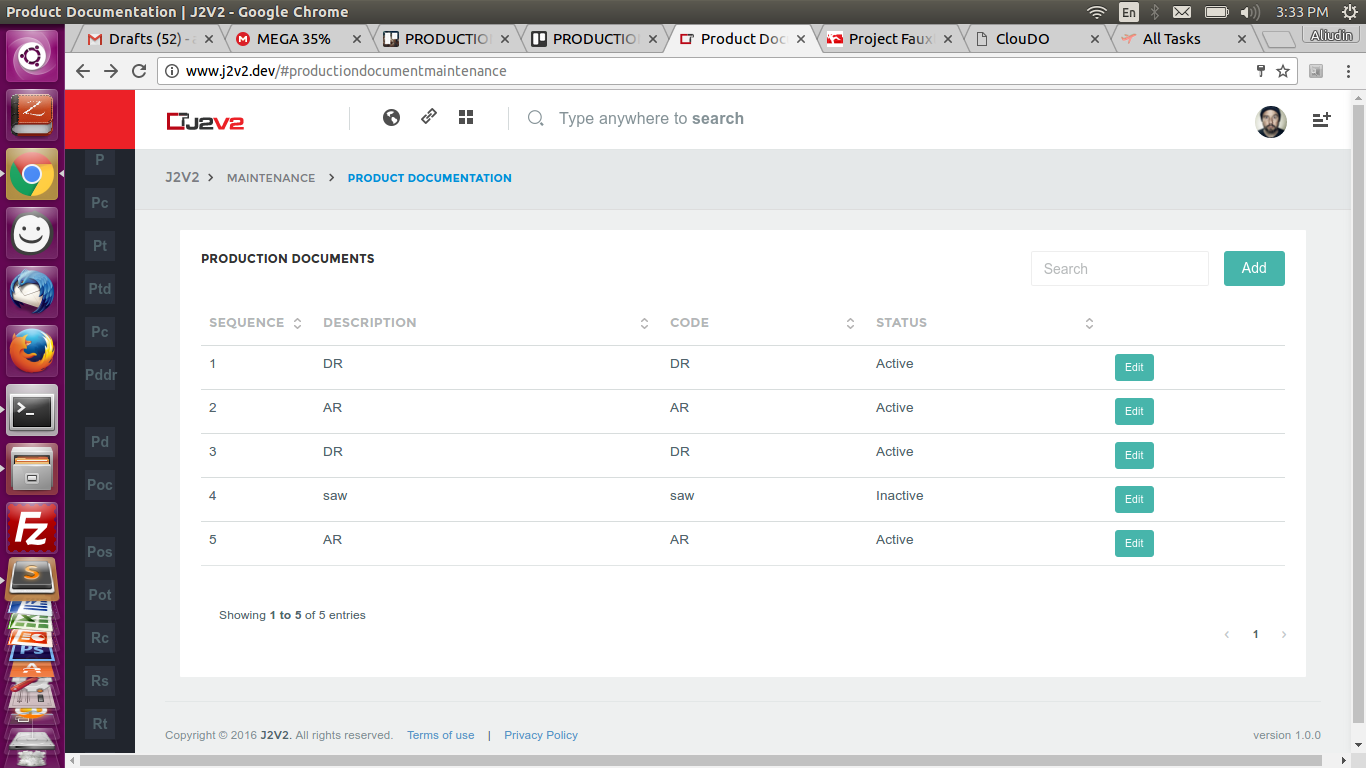 Product Documentation | J2V2 - Google Chrome
En
3:33 PM
Drafts (52) -
MEGA 35%
PRODUCTIO
PRODUCTIO
Product Doc
Project Faux
ClouDO
All Tasks
Aliudin
www.j2v2.dev/#productiondocumentmaintenance
J2V2
Type anywhere to search
J2V2 > MAINTENANCE > PRODUCT DOCUMENTATION
P
Pc
Pt
Ptd
Pc
Pddr
Pd
Poc
Pos
Pot
Rc
Rs
Rt
PRODUCTION DOCUMENTS
Search
Add
SEQUENCE DESCRIPTION CODE STATUS
1 DR DR Active Edit
2 AR AR Active Edit
3 DR DR Active Edit
4 saw saw Inactive Edit
5 AR AR Active Edit
Showing 1 to 5 of 5 entries
‹ 1 ›
Copyright © 2016 J2V2. All rights reserved. Terms of use | Privacy Policy
version 1.0.0
Fz
S